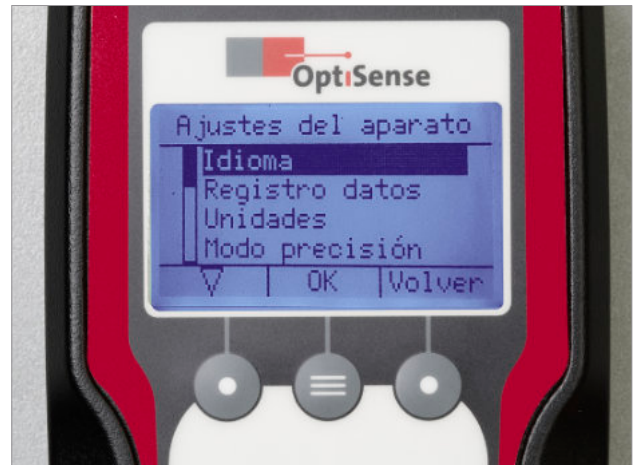 OptiSense
Ajustes del aparato
Idioma
Registro datos
Unidades
Modo precisión
OK Volver